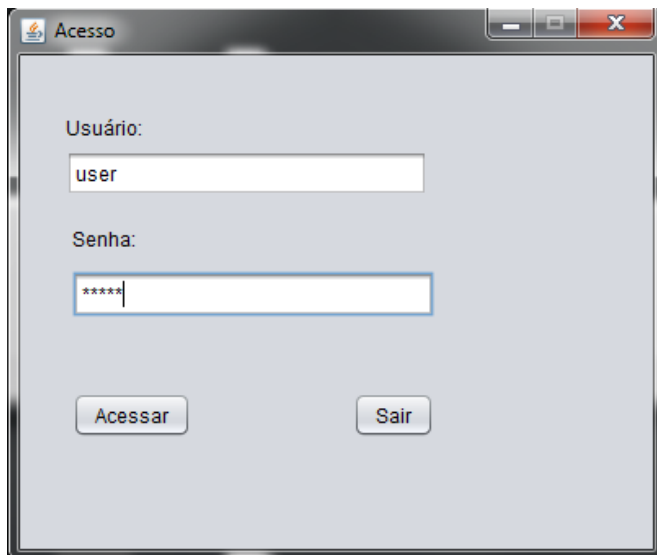 Acesso
Usuário:
user
Senha:
*****
Acessar
Sair